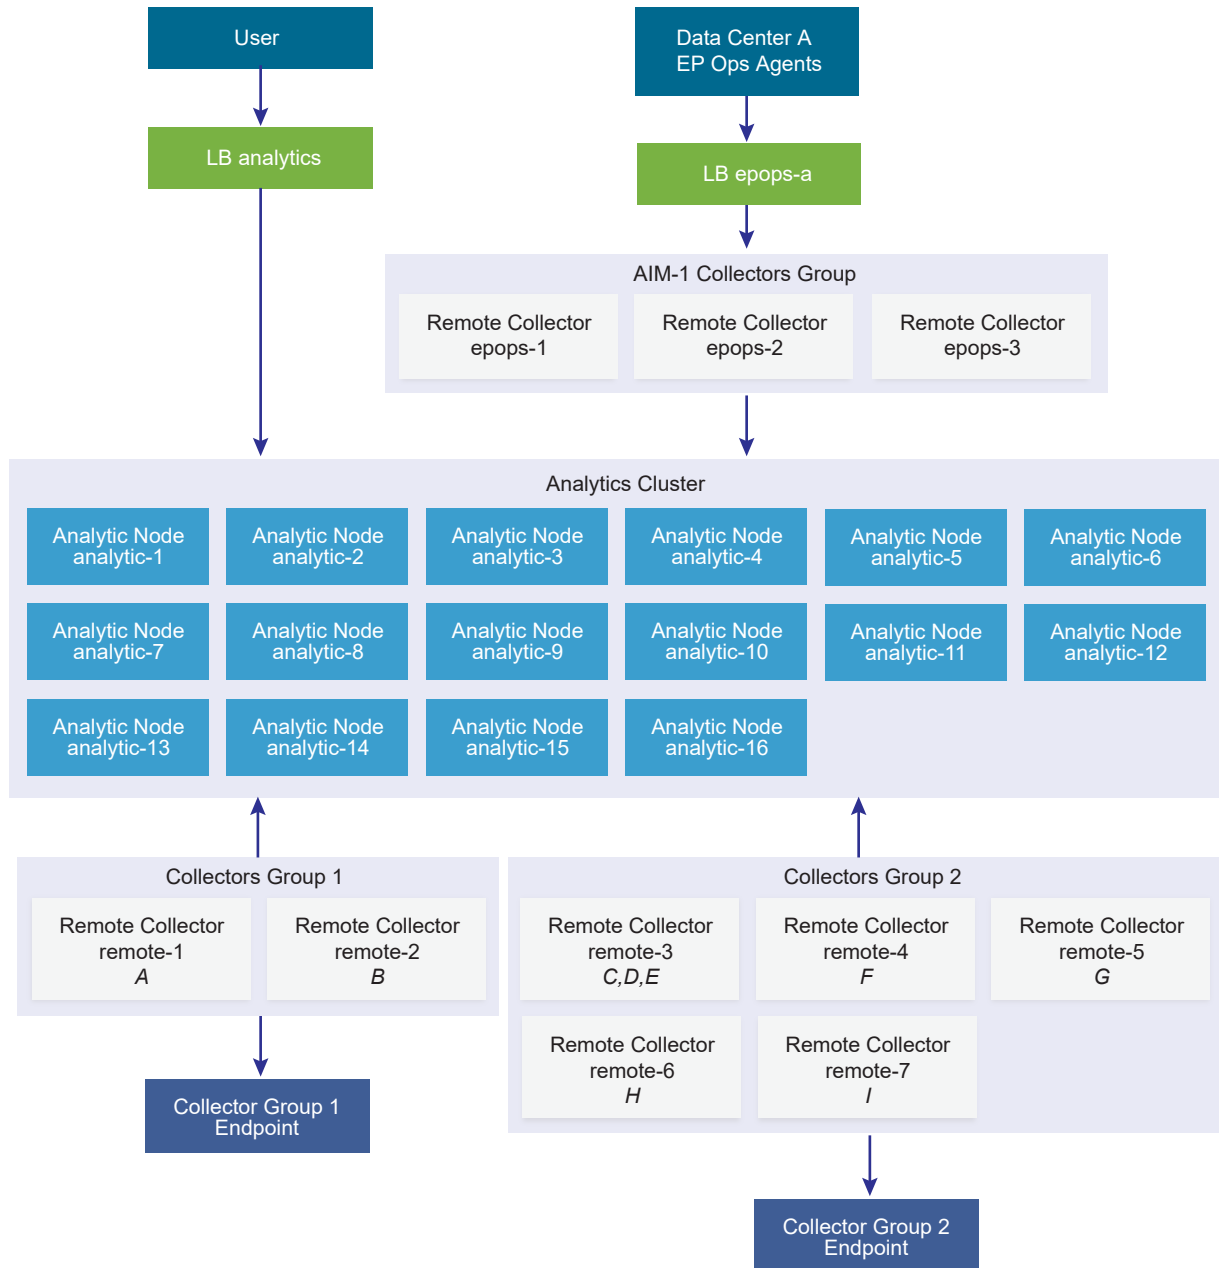 User
Data Center A
EP Ops Agents
LB analytics
LB epops-a
AIM-1 Collectors Group
Remote Collector
epops-1
Remote Collector
epops-2
Remote Collector
epops-3
Analytics Cluster
Analytic Node
analytic-1
Analytic Node
analytic-2
Analytic Node
analytic-3
Analytic Node
analytic-4
Analytic Node
analytic-5
Analytic Node
analytic-6
Analytic Node
analytic-7
Analytic Node
analytic-8
Analytic Node
analytic-9
Analytic Node
analytic-10
Analytic Node
analytic-11
Analytic Node
analytic-12
Analytic Node
analytic-13
Analytic Node
analytic-14
Analytic Node
analytic-15
Analytic Node
analytic-16
Collectors Group 1
Remote Collector
remote-1
A
Remote Collector
remote-2
B
Collectors Group 2
Remote Collector
remote-3
C,D,E
Remote Collector
remote-4
F
Remote Collector
remote-5
G
Remote Collector
remote-6
H
Remote Collector
remote-7
I
Collector Group 1
Endpoint
Collector Group 2
Endpoint